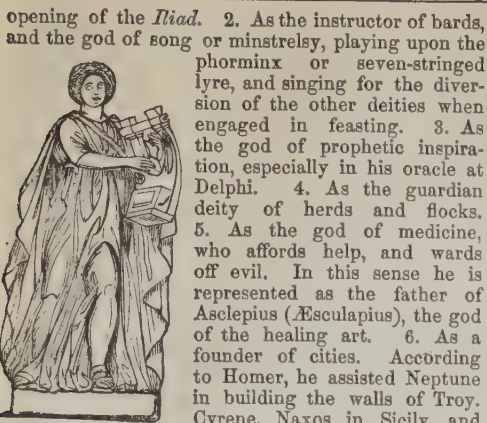 opening of the Iliad. 2. As the instructor of bards,
and the god of song or minstrelsy, playing upon the
phorminx or seven-stringed
lyre, and singing for the diver-
sion of the other deities when
engaged in feasting. 3. As
the god of prophetic inspira-
tion, especially in his oracle at
Delphi. 4. As the guardian
deity of herds and flocks.
5. As the god of medicine,
who affords help, and wards
off evil. In this sense he is
represented as the father of
Asclepius (Æsculapius), the god
of the healing art. 6. As a
founder of cities. According
to Homer, he assisted Neptune
in building the walls of Troy.
Cyrene, Naxos in Sicily, and